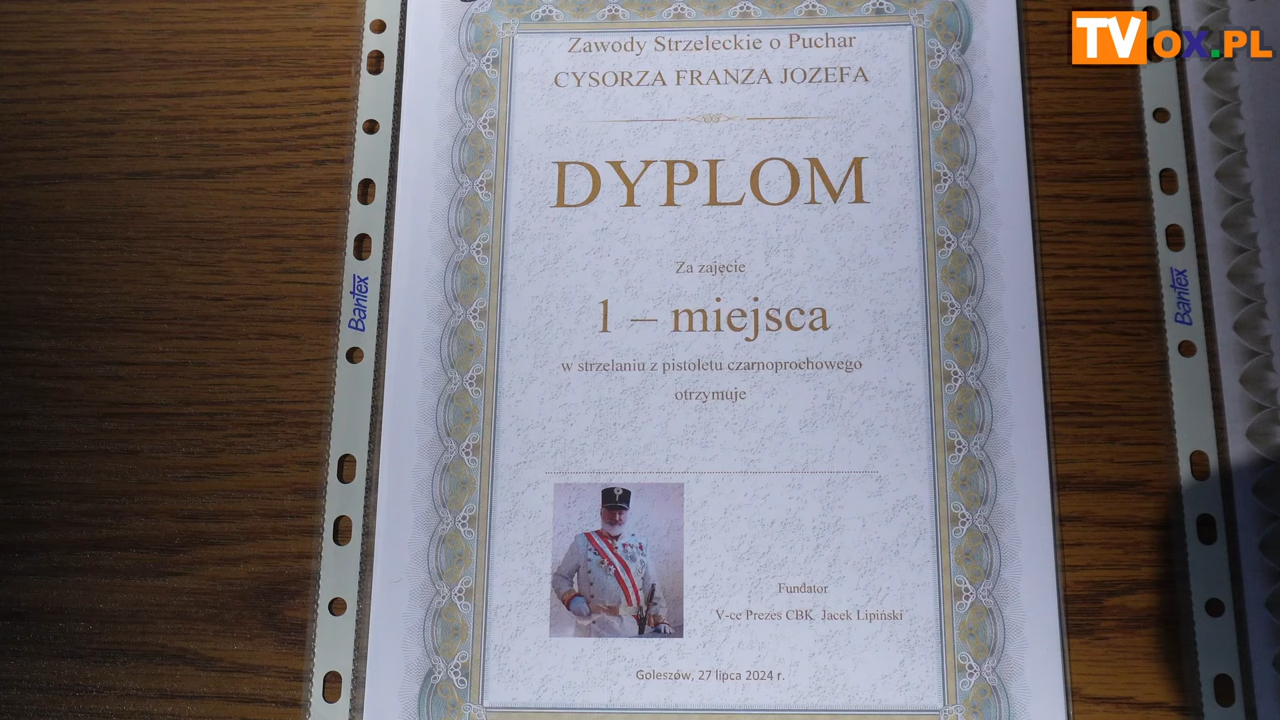 TVOX.PL
Zawody Strzeleckie o Puchar
CYSORZA FRANZA JOZEFA
DYPLOM
Za zajęcie
1 – miejsca
w strzelaniu z pistoletu czarnoprochowego
otrzymuje
Fundator
V-ce Prezes CBK Jacek Lipiński
Goleszów, 27 lipca 2024 r.
Bantex
Bantex